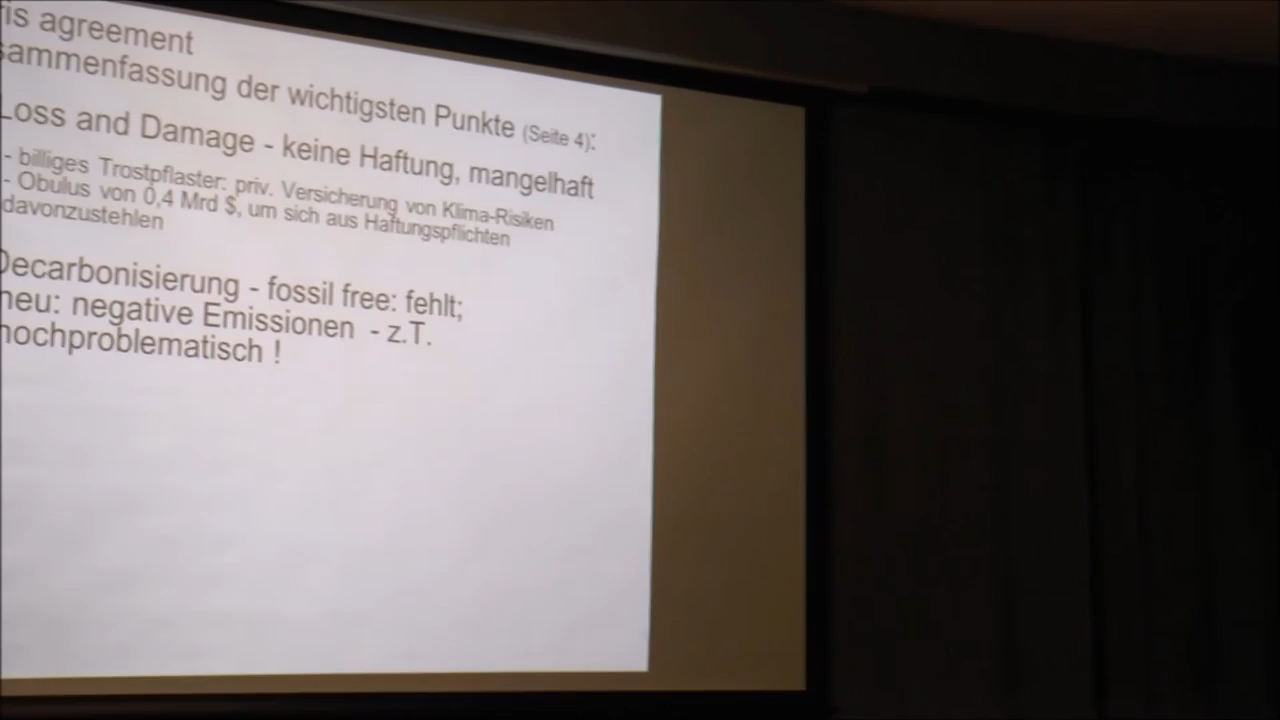 is agreement
sammenfassung der wichtigsten Punkte (Seite 4):
Loss and Damage - keine Haftung, mangelhaft
- billiges Trostpflaster: priv. Versicherung von Klima-Risiken
- Obulus von 0,4 Mrd $, um sich aus Haftungspflichten
davonzustehlen
Decarbonisierung - fossil free: fehlt;
neu: negative Emissionen - z.T.
hochproblematisch !